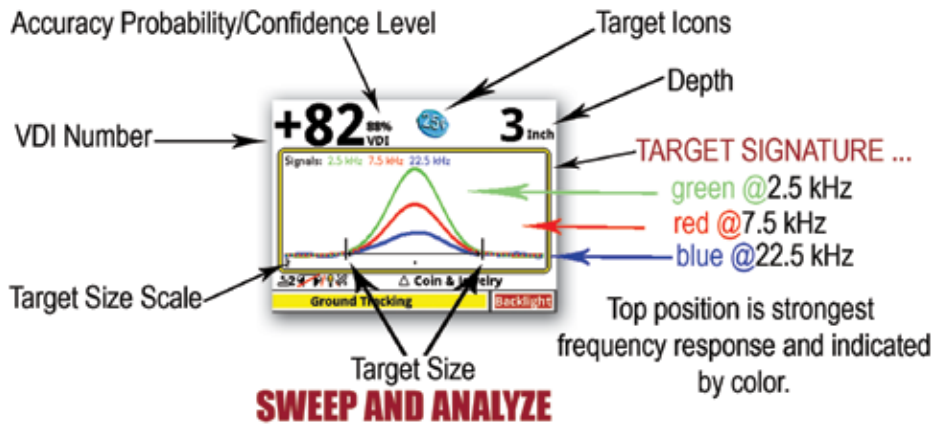 Accuracy Probability/Confidence Level
Target Icons
Depth
VDI Number
+82
88%
VDI
25¢
3 Inch
TARGET SIGNATURE ...
Signals: 2.5 kHz 7.5 kHz 22.5 kHz
green @2.5 kHz
red @7.5 kHz
blue @22.5 kHz
Target Size Scale
Coin & Jewelry
Ground Tracking
Backlight
Top position is strongest
frequency response and indicated
by color.
Target Size
SWEEP AND ANALYZE